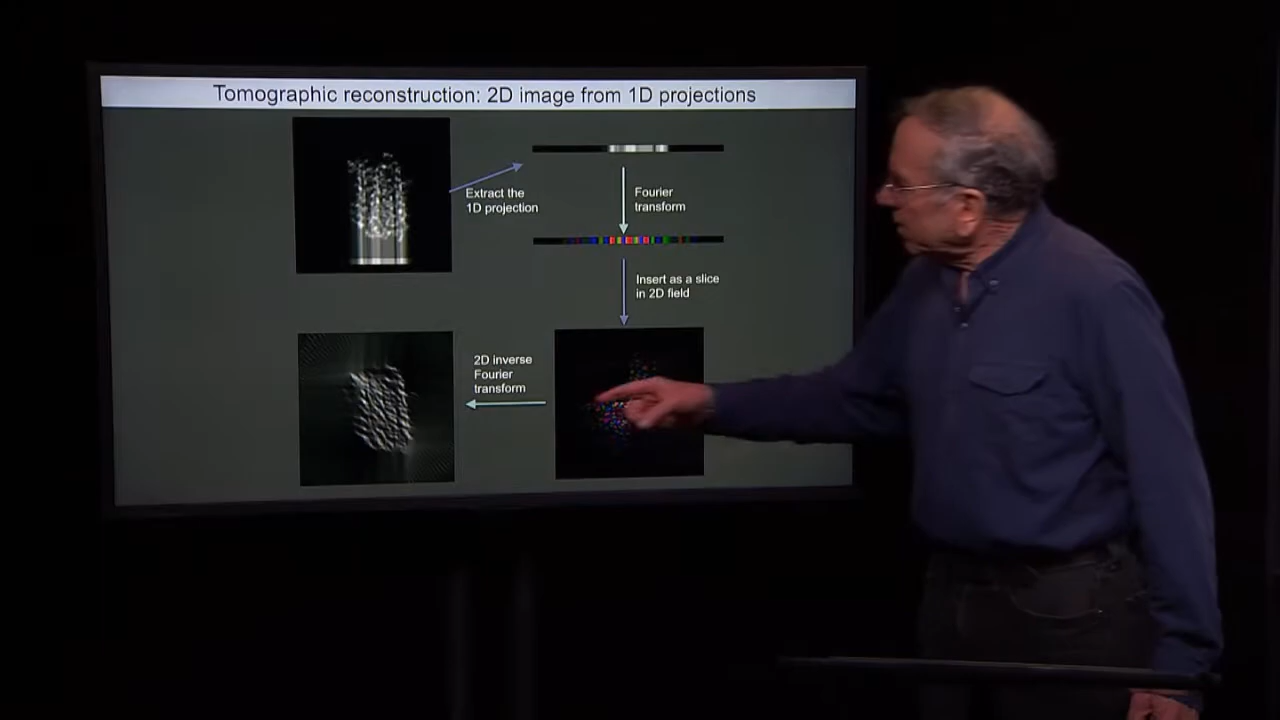 Tomographic reconstruction: 2D image from 1D projections
Extract the
1D projection
Fourier
transform
Insert as a slice
in 2D field
2D inverse
Fourier
transform